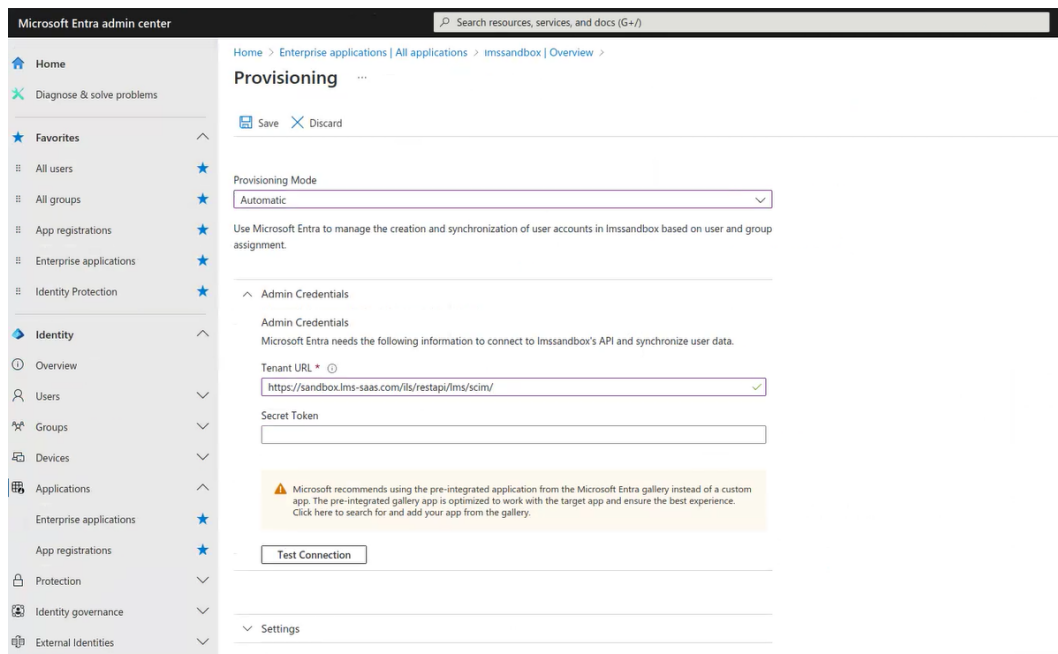 Microsoft Entra admin center
Search resources, services, and docs (G+/)
Home
Diagnose & solve problems
Favorites
All users
All groups
App registrations
Enterprise applications
Identity Protection
Identity
Overview
Users
Groups
Devices
Applications
Enterprise applications
App registrations
Protection
Identity governance
External Identities
Home > Enterprise applications | All applications > lmssandbox | Overview >
Provisioning ...
Save Discard
Provisioning Mode
Automatic
Use Microsoft Entra to manage the creation and synchronization of user accounts in lmssandbox based on user and group
assignment.
Admin Credentials
Admin Credentials
Microsoft Entra needs the following information to connect to lmssandbox's API and synchronize user data.
Tenant URL *
https://sandbox.lms-saas.com/ils/restapi/lms/scim/
Secret Token
Microsoft recommends using the pre-integrated application from the Microsoft Entra gallery instead of a custom
app. The pre-integrated gallery app is optimized to work with the target app and ensure the best experience.
Click here to search for and add your app from the gallery.
Test Connection
Settings